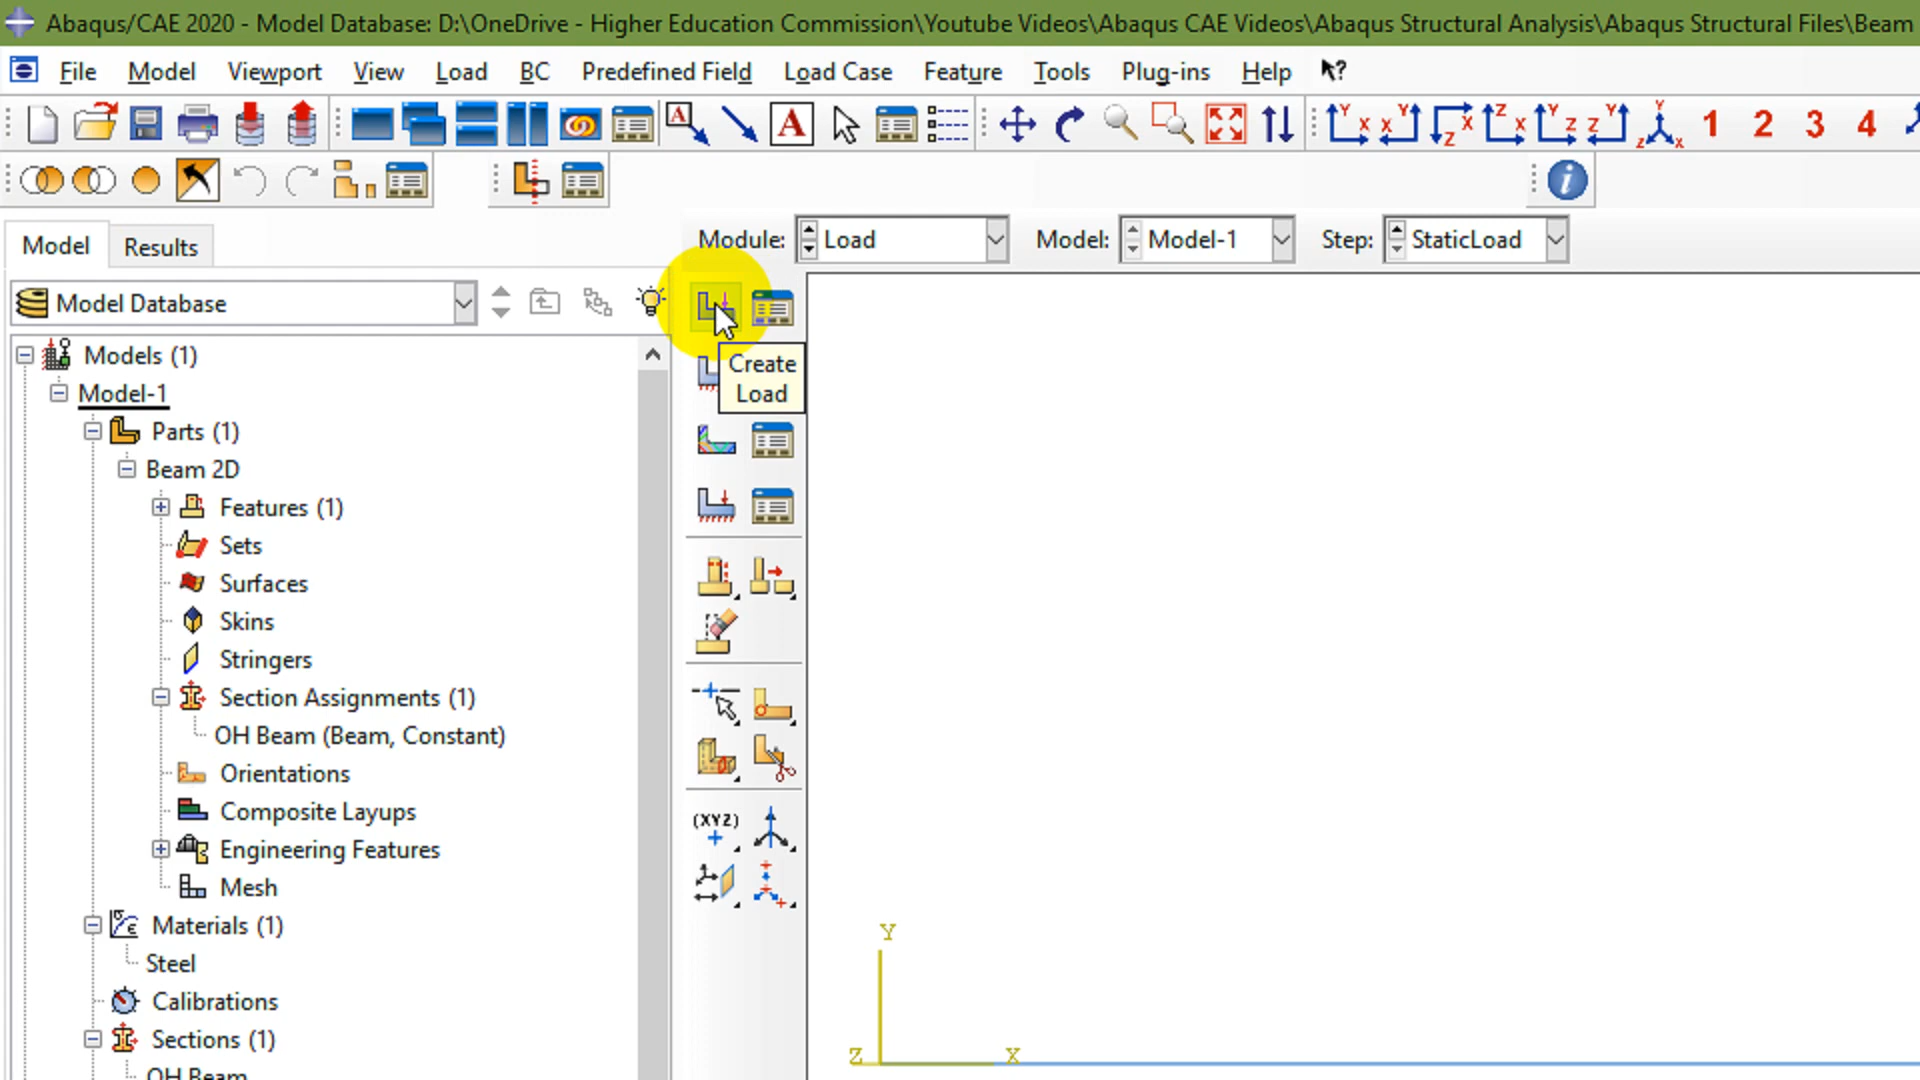 Abaqus/CAE 2020 - Model Database: D:\OneDrive - Higher Education Commission\Youtube Videos\Abaqus CAE Videos\Abaqus Structural Analysis\Abaqus Structural Files\Beam
File Model Viewport View Load BC Predefined Field Load Case Feature Tools Plug-ins Help ?
A A Y X X Y X Z Z X Y Z Z Y Y Z X 1 2 3 4
i
Model Results Module: Load Model: Model-1 Step: StaticLoad
Model Database
Create
Load
Models (1)
Model-1
Parts (1)
Beam 2D
Features (1)
Sets
Surfaces
Skins
Stringers
Section Assignments (1)
OH Beam (Beam, Constant)
Orientations
Composite Layups
(XYZ)
Engineering Features
Mesh
Materials (1)
Steel
Calibrations
Sections (1)
OH Beam
Y
Z X